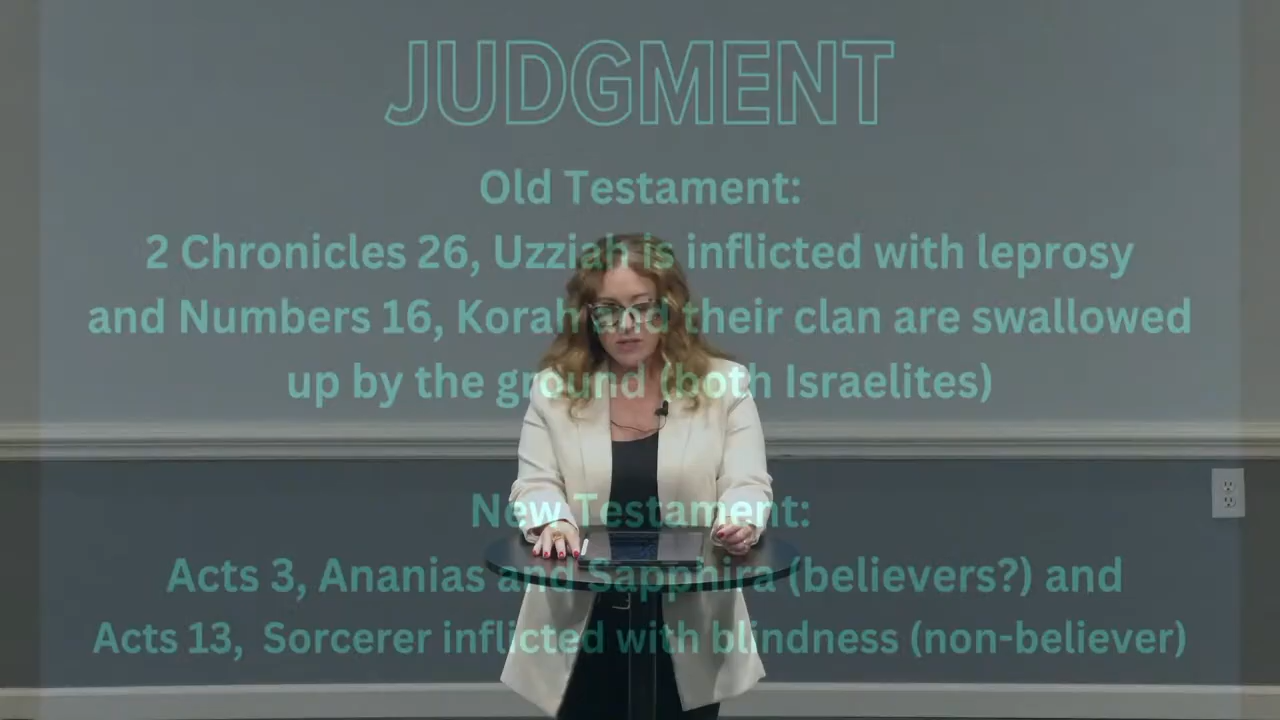 JUDGMENT
Old Testament:
2 Chronicles 26, Uzziah is inflicted with leprosy
and Numbers 16, Korah and their clan are swallowed
up by the ground (both Israelites)
New Testament:
Acts 3, Ananias and Sapphira (believers?) and
Acts 13, Sorcerer inflicted with blindness (non-believer)